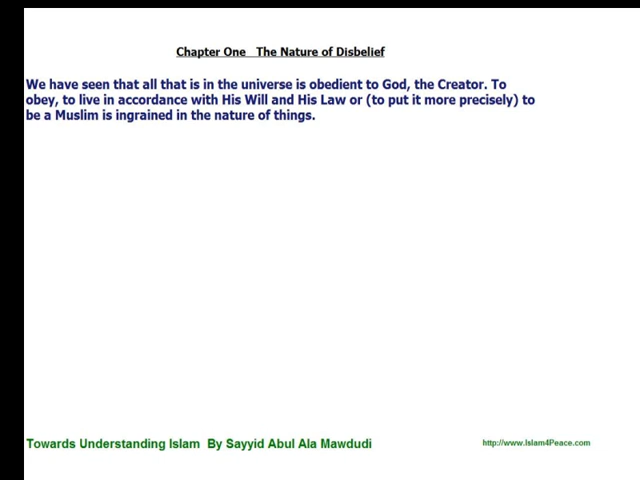 Chapter One   The Nature of Disbelief
We have seen that all that is in the universe is obedient to God, the Creator. To
obey, to live in accordance with His Will and His Law or (to put it more precisely) to
be a Muslim is ingrained in the nature of things.
Towards Understanding Islam  By Sayyid Abul Ala Mawdudi
http://www.Islam4Peace.com